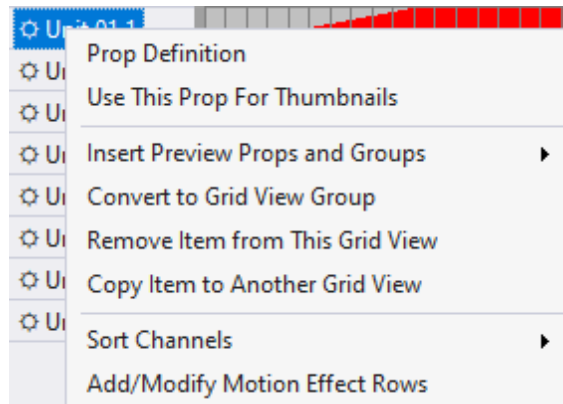 Unit 01.1
Prop Definition
Use This Prop For Thumbnails
Insert Preview Props and Groups
Convert to Grid View Group
Remove Item from This Grid View
Copy Item to Another Grid View
Sort Channels
Add/Modify Motion Effect Rows